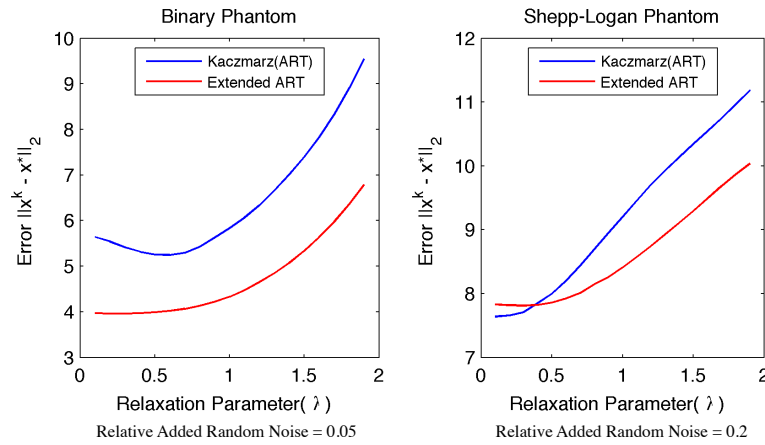 Binary Phantom
10
9
8
7
6
5
4
3
0
0.5
1
1.5
2
Kaczmarz(ART)
Extended ART
Error ||x^k - x*||_2
Relaxation Parameter( λ )
Relative Added Random Noise = 0.05
Shepp-Logan Phantom
12
11
10
9
8
7
0
0.5
1
1.5
2
Kaczmarz(ART)
Extended ART
Error ||x^k - x*||_2
Relaxation Parameter( λ )
Relative Added Random Noise = 0.2